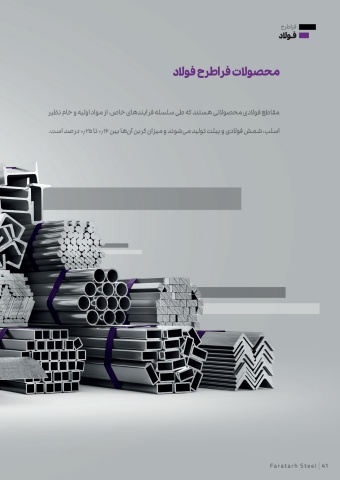 فراطرح
فولاد
محصولات فراطرح فولاد
مقاطع فولادی محصولاتی هستند که طی سلسله فرایندهای خاص، از مواد اولیه و خام نظیر
اسلب، شمش فولادی و بیلت تولید می‌شوند و میزان کربن آن‌ها بین ۰٫۱۶ تا ۰٫۲۵ درصد است.
Faratarh Steel | 41